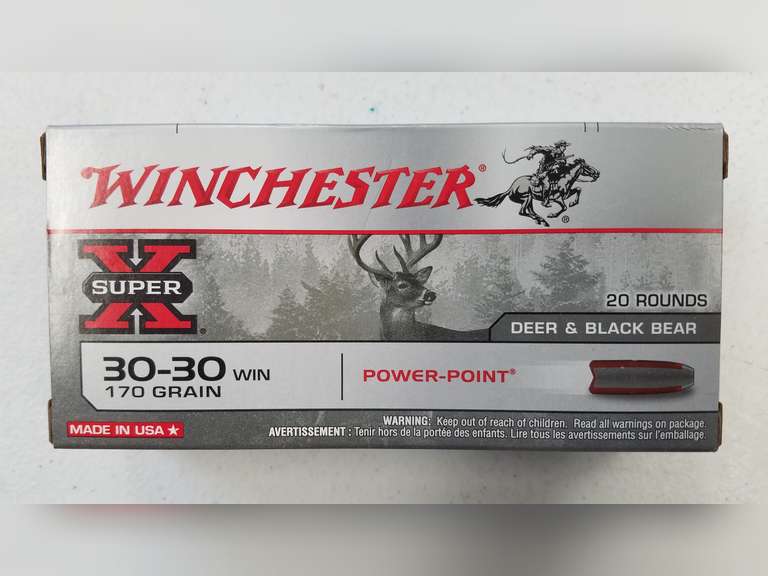 WINCHESTER®
®
SUPER X®
20 ROUNDS
DEER & BLACK BEAR
30-30 WIN
170 GRAIN
POWER-POINT®
MADE IN USA ★
WARNING: Keep out of reach of children. Read all warnings on package.
AVERTISSEMENT : Tenir hors de la portée des enfants. Lire tous les avertissements sur l'emballage.